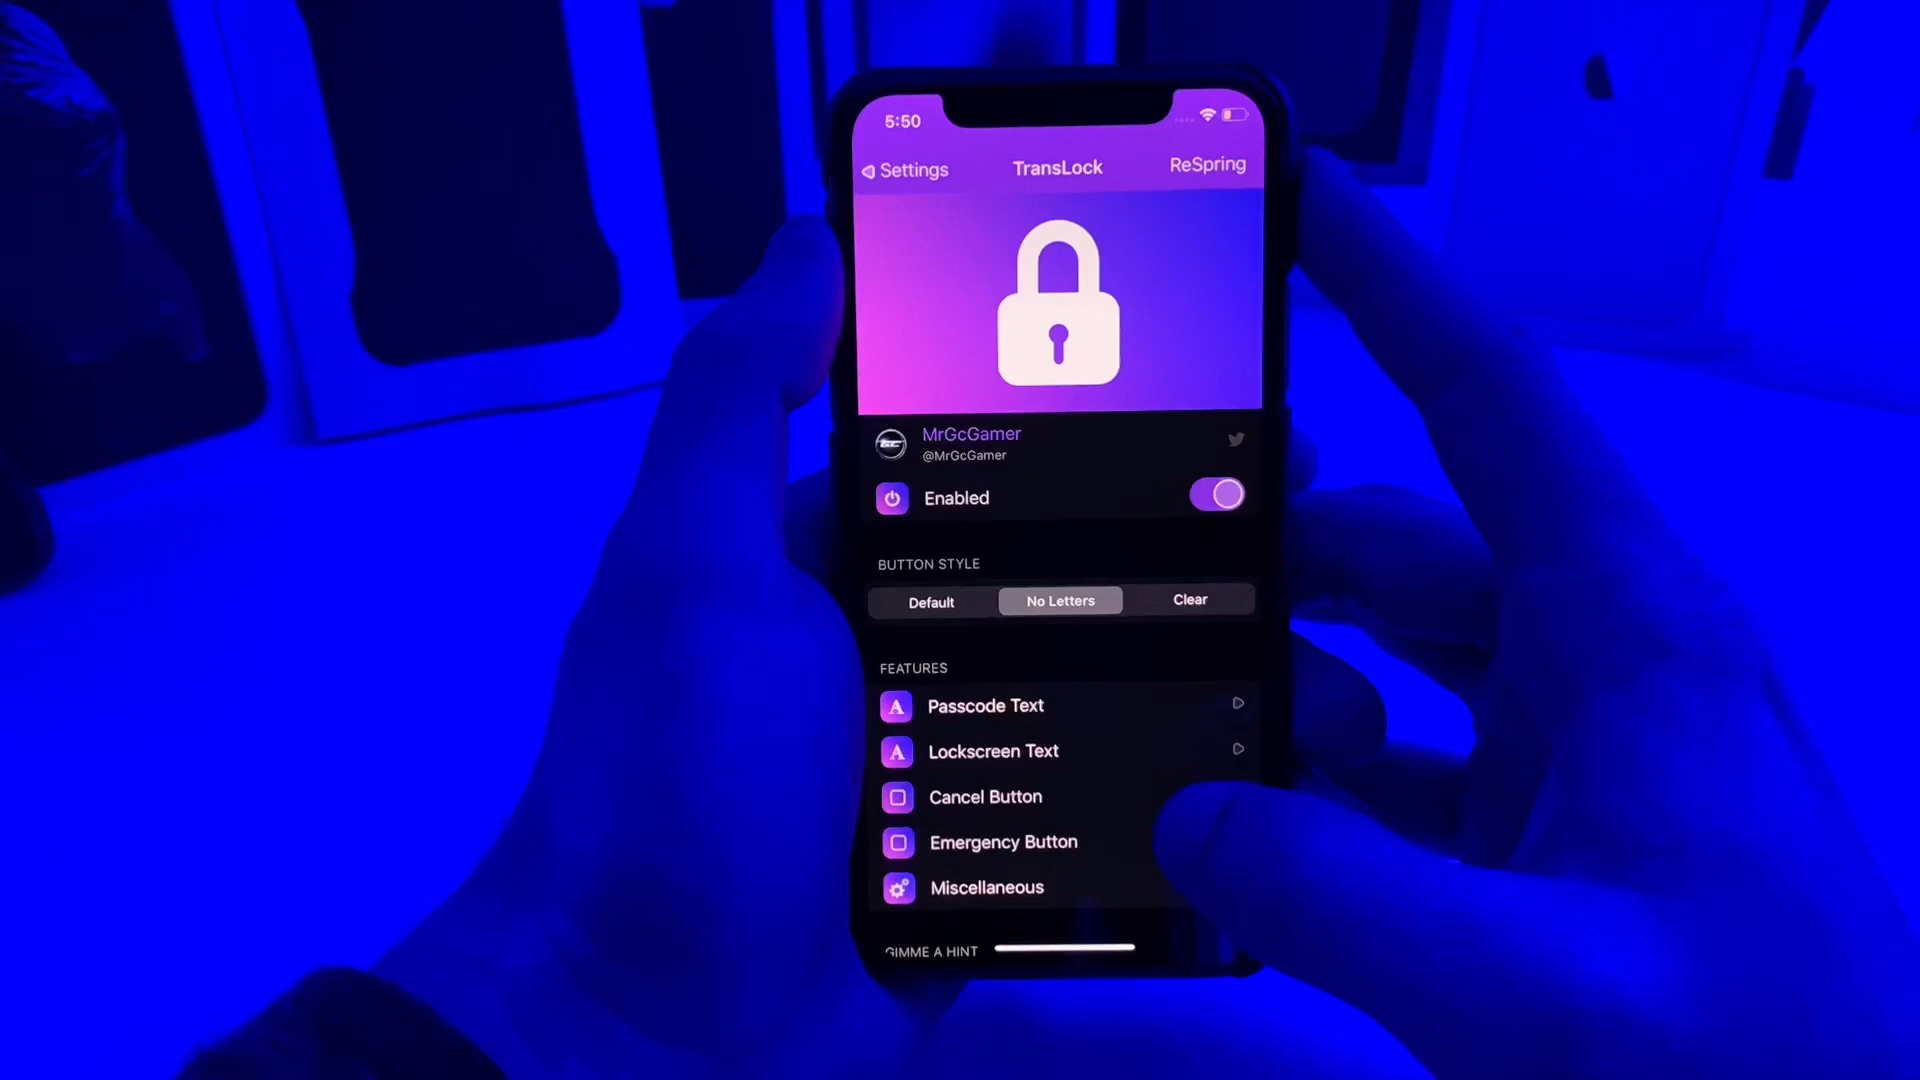 5:50
Settings TransLock ReSpring
MrGcGamer
@MrGcGamer
Enabled
BUTTON STYLE
Default No Letters Clear
FEATURES
Passcode Text
Lockscreen Text
Cancel Button
Emergency Button
Miscellaneous
GIMME A HINT